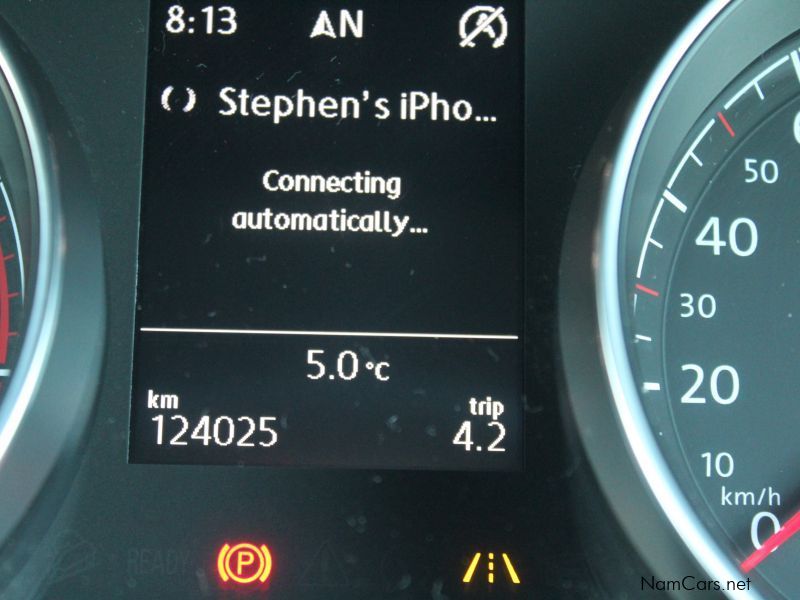 8:13 N
Stephen's iPho...
Connecting
automatically...
5.0 °C
km
124025
trip
4.2
READY
P
50
40
30
20
10
km/h
0
NamCars.net